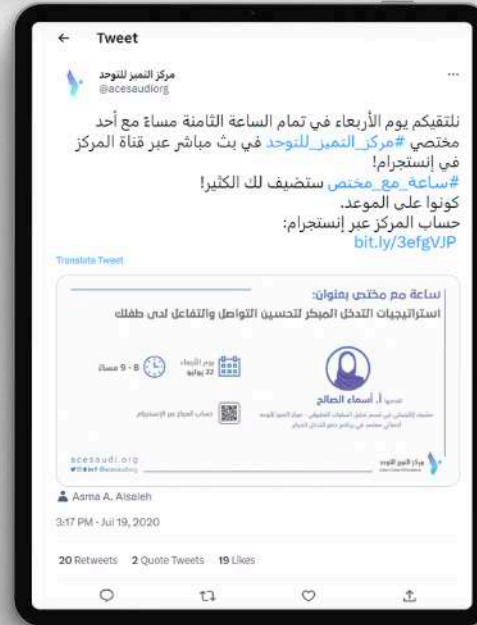 ← Tweet
مركز التميز للتوحد
@acesaudiorg
نلتقيكم يوم الأربعاء في تمام الساعة الثامنة مساءً مع أحد
مختصي #مركز_التميز_للتوحد في بث مباشر عبر قناة المركز
في إنستجرام!
#ساعة_مع_مختص ستضيف لك الكثير!
كونوا على الموعد.
حساب المركز عبر إنستجرام:
bit.ly/3efgVJP
Translate Tweet
ساعة مع مختص بعنوان:
استراتيجيات التدخل المبكر لتحسين التواصل والتفاعل لدى طفلك
يوم الأربعاء
22 يوليو
8 - 9 مساءً
أ. أسماء الصالح
حساب المركز عبر الإنستجرام
acesaudi.org
مركز التميز للتوحد
Asma A. Alsaleh
3:17 PM · Jul 19, 2020
20 Retweets 2 Quote Tweets 19 Likes